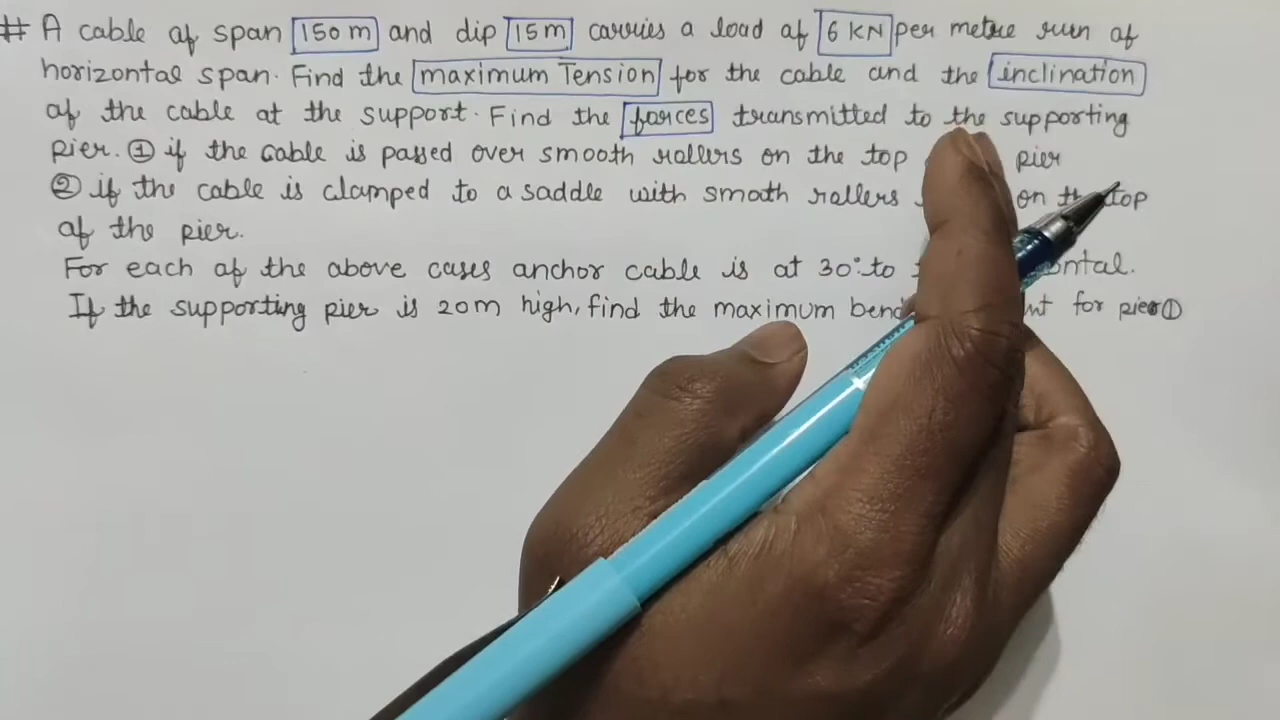 # A cable of span 150 m and dip 15 m carries a load of 6 KN per metre run of
horizontal span. Find the maximum Tension for the cable and the inclination
of the cable at the support. Find the forces transmitted to the supporting
Pier. ① if the cable is passed over smooth rollers on the top pier
② if the cable is clamped to a saddle with smoth rollers on the top
of the pier.
For each of the above cases anchor cable is at 30° to
If the supporting pier is 20m high, find the maximum for pier ①